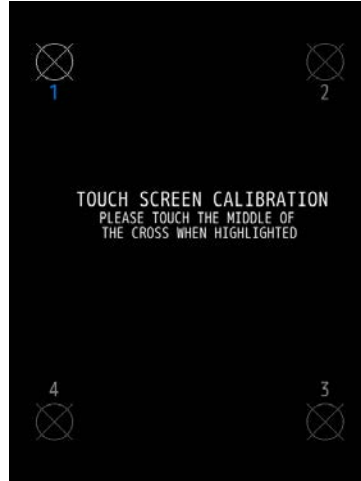 1
2
TOUCH SCREEN CALIBRATION
PLEASE TOUCH THE MIDDLE OF
THE CROSS WHEN HIGHLIGHTED
4
3